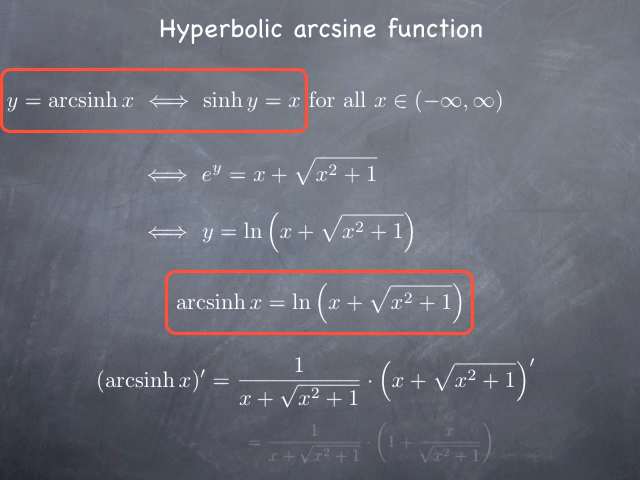 Hyperbolic arcsine function
y = arcsinh x ⟺ sinh y = x for all x ∈ (−∞, ∞)
⟺ e^y = x + √(x² + 1)
⟺ y = ln (x + √(x² + 1))
arcsinh x = ln (x + √(x² + 1))
(arcsinh x)′ = 1/(x + √(x² + 1)) · (x + √(x² + 1))′
= 1/(x + √(x² + 1)) · (1 + x/√(x² + 1))